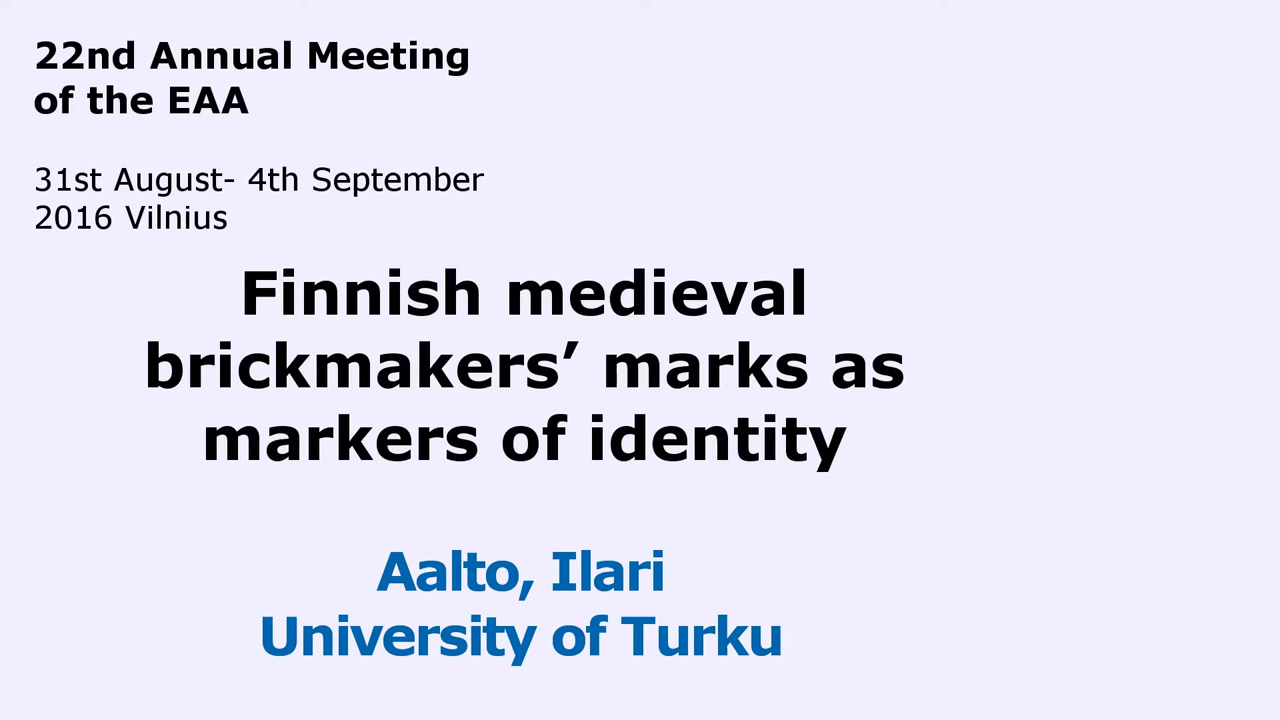 22nd Annual Meeting
of the EAA
31st August- 4th September
2016 Vilnius
Finnish medieval
brickmakers’ marks as
markers of identity
Aalto, Ilari
University of Turku